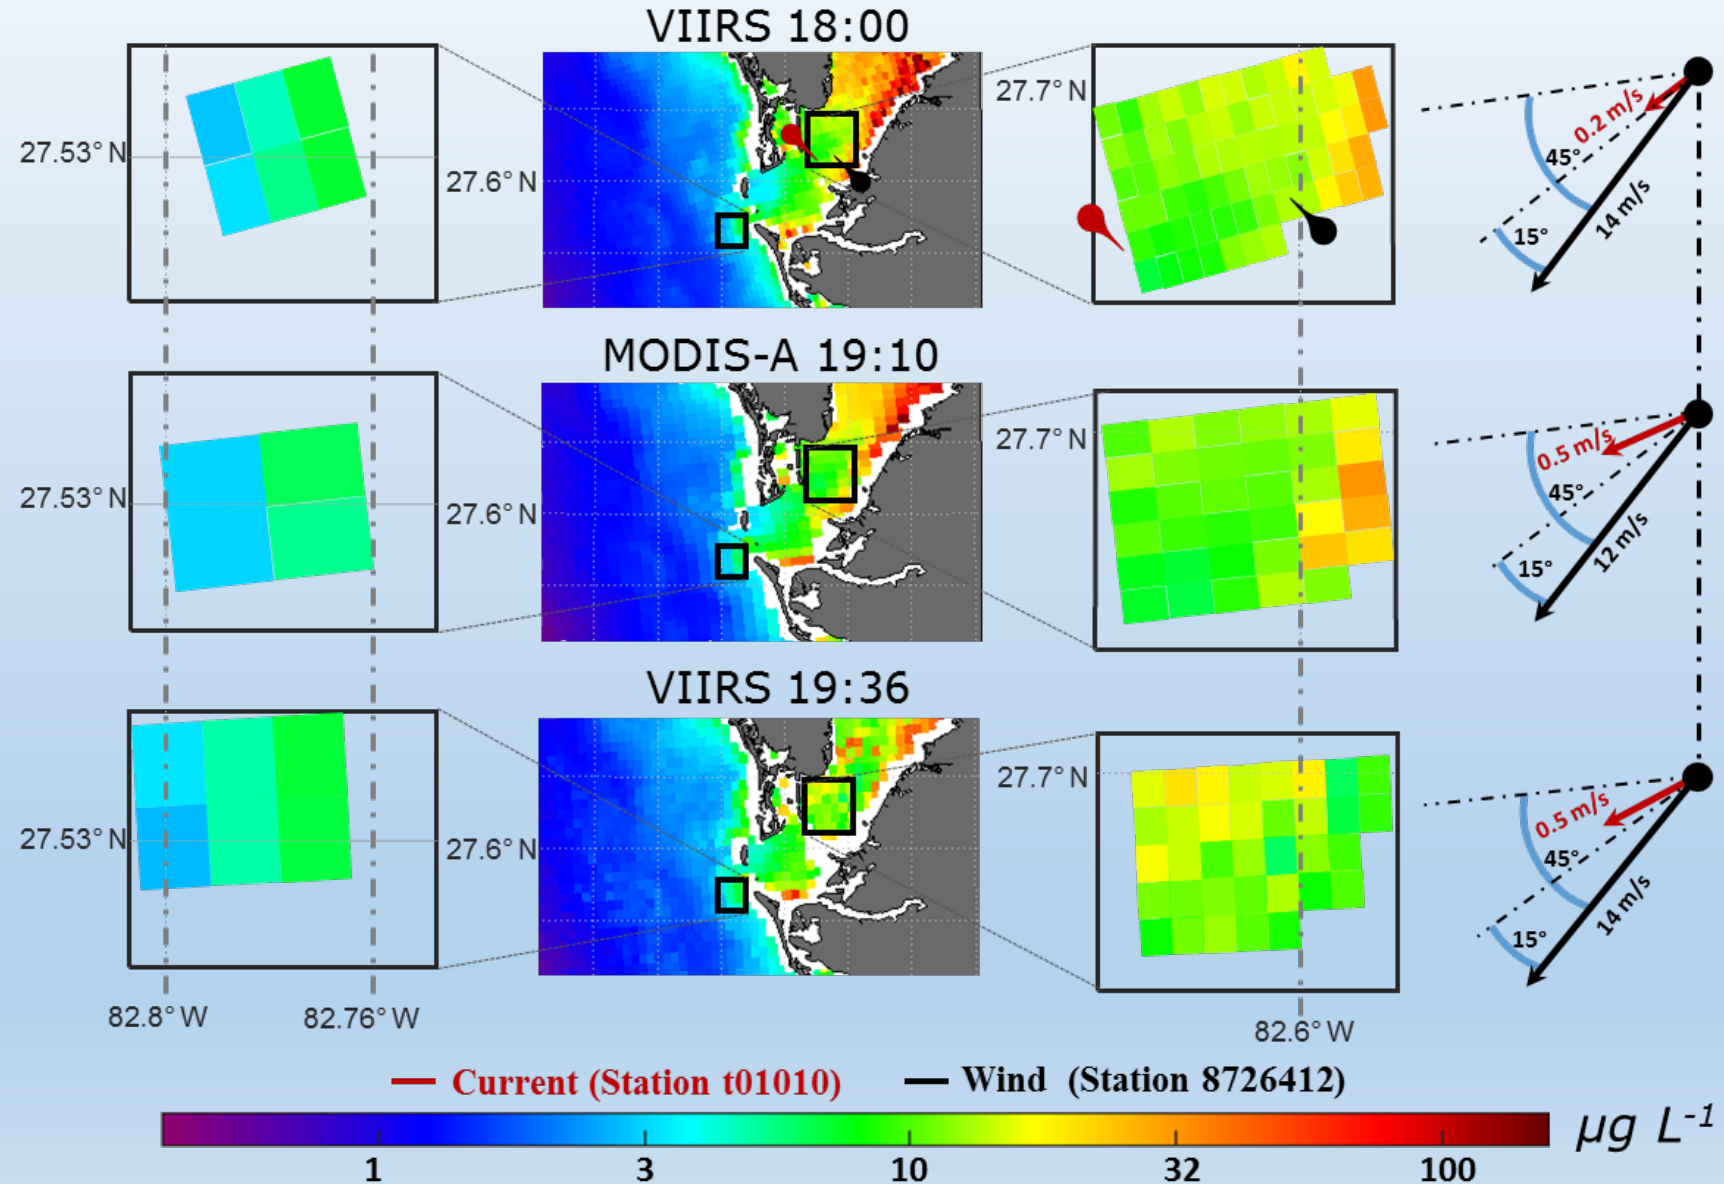 VIIRS 18:00
27.53° N
27.6° N
27.7° N
0.2 m/s
45°
14 m/s
15°
MODIS-A 19:10
27.53° N
27.6° N
27.7° N
0.5 m/s
45°
12 m/s
15°
VIIRS 19:36
27.53° N
27.6° N
27.7° N
0.5 m/s
45°
14 m/s
15°
82.8° W
82.76° W
82.6° W
Current (Station t01010)
Wind (Station 8726412)
µg L-1
1 3 10 32 100